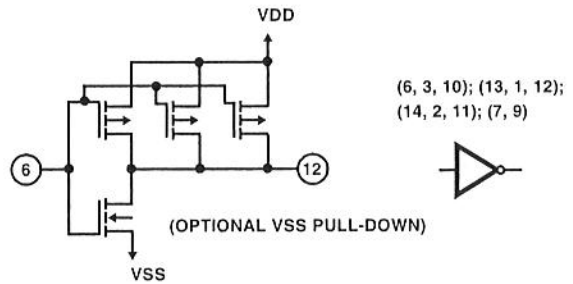 VDD
(6, 3, 10); (13, 1, 12);
(14, 2, 11); (7, 9)
6
12
(OPTIONAL VSS PULL-DOWN)
VSS